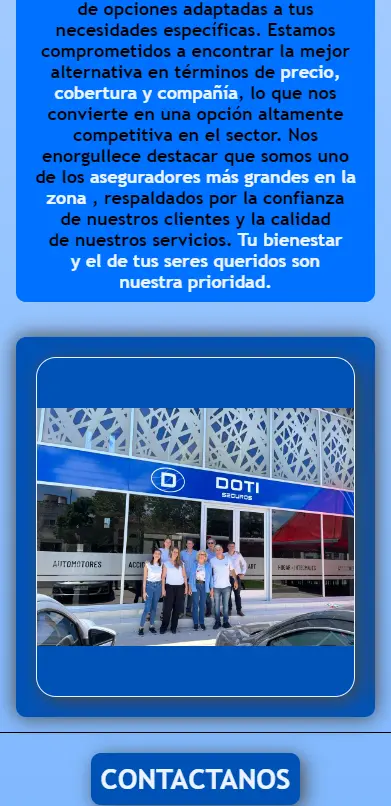 de opciones adaptadas a tus
necesidades específicas. Estamos
comprometidos a encontrar la mejor
alternativa en términos de precio,
cobertura y compañía, lo que nos
convierte en una opción altamente
competitiva en el sector. Nos
enorgullece destacar que somos uno
de los aseguradores más grandes en la
zona , respaldados por la confianza
de nuestros clientes y la calidad
de nuestros servicios. Tu bienestar
y el de tus seres queridos son
nuestra prioridad.
D DOTI
SEGUROS
AUTOMOTORES ACCI ART
CONTACTANOS